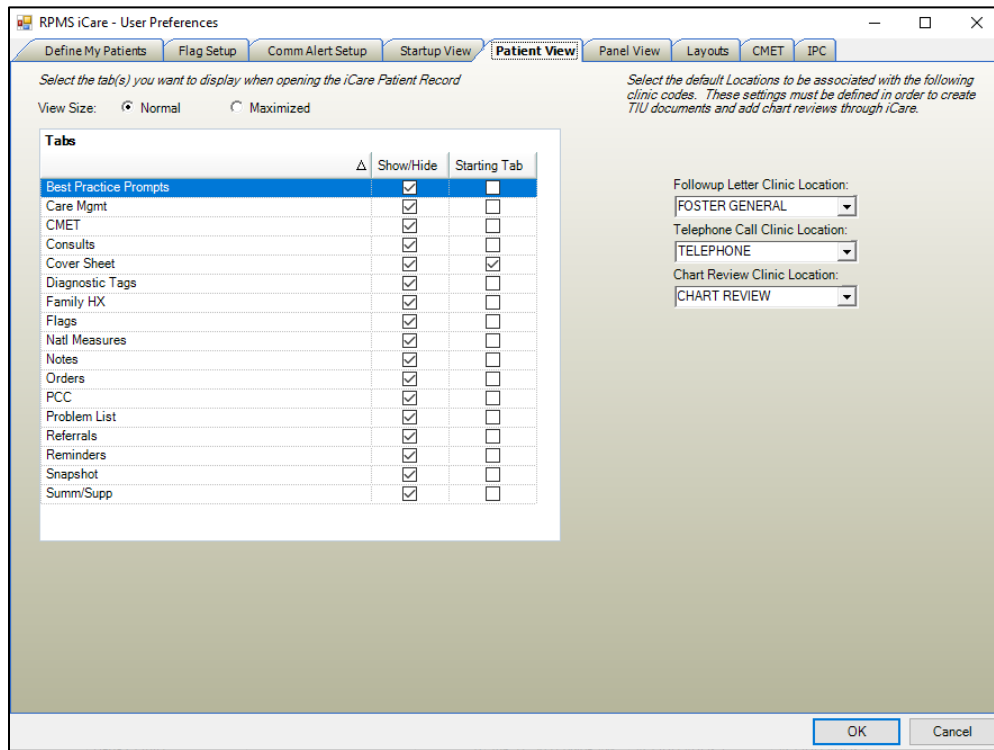 RPMS iCare - User Preferences
Define My Patients Flag Setup Comm Alert Setup Startup View Patient View Panel View Layouts CMET IPC
Select the tab(s) you want to display when opening the iCare Patient Record
View Size: Normal Maximized
Tabs
Show/Hide Starting Tab
Best Practice Prompts
Care Mgmt
CMET
Consults
Cover Sheet
Diagnostic Tags
Family HX
Flags
Natl Measures
Notes
Orders
PCC
Problem List
Referrals
Reminders
Snapshot
Summ/Supp
Select the default Locations to be associated with the following
clinic codes. These settings must be defined in order to create
TIU documents and add chart reviews through iCare.
Followup Letter Clinic Location:
FOSTER GENERAL
Telephone Call Clinic Location:
TELEPHONE
Chart Review Clinic Location:
CHART REVIEW
OK Cancel